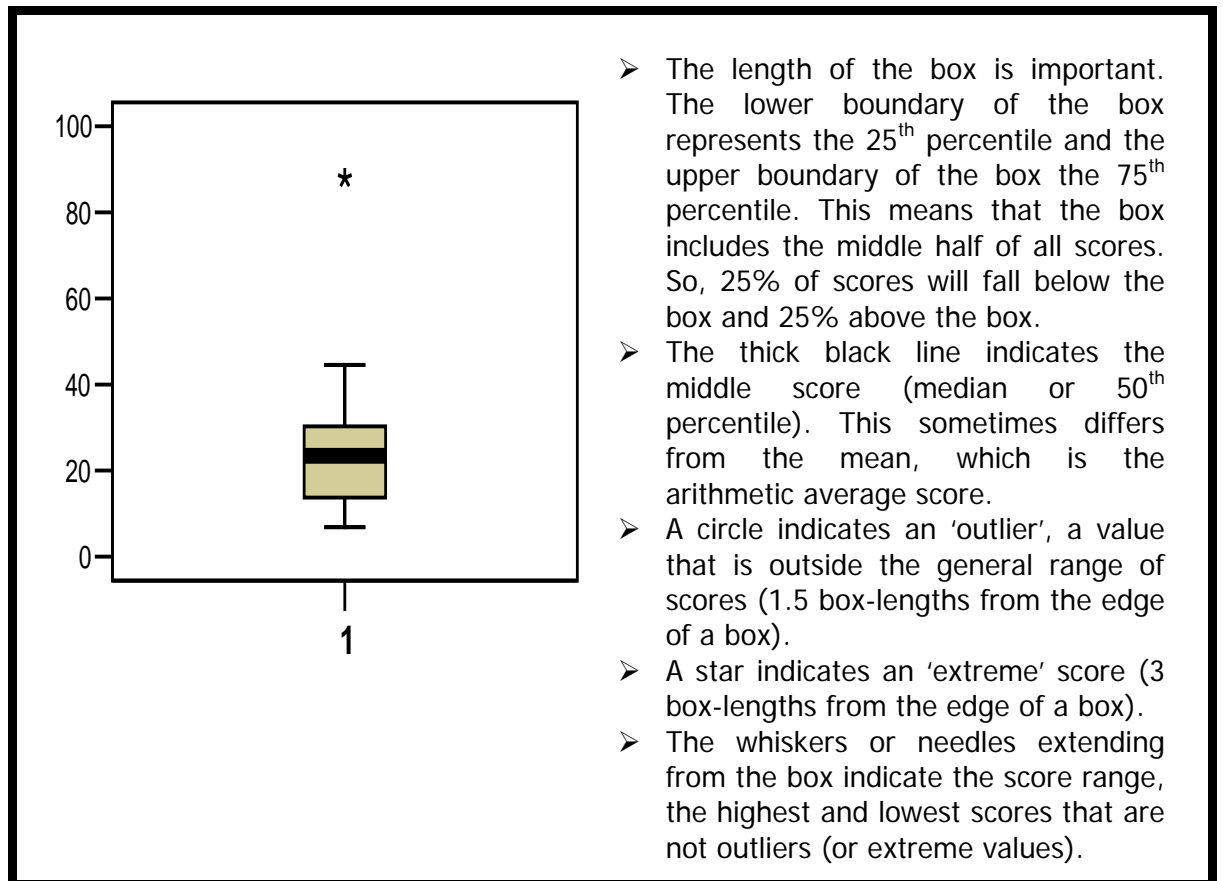 100
80
60
40
20
0
1
➢ The length of the box is important.
The lower boundary of the box
represents the 25th percentile and the
upper boundary of the box the 75th
percentile. This means that the box
includes the middle half of all scores.
So, 25% of scores will fall below the
box and 25% above the box.
➢ The thick black line indicates the
middle score (median or 50th
percentile). This sometimes differs
from the mean, which is the
arithmetic average score.
➢ A circle indicates an ‘outlier’, a value
that is outside the general range of
scores (1.5 box-lengths from the edge
of a box).
➢ A star indicates an ‘extreme’ score (3
box-lengths from the edge of a box).
➢ The whiskers or needles extending
from the box indicate the score range,
the highest and lowest scores that are
not outliers (or extreme values).